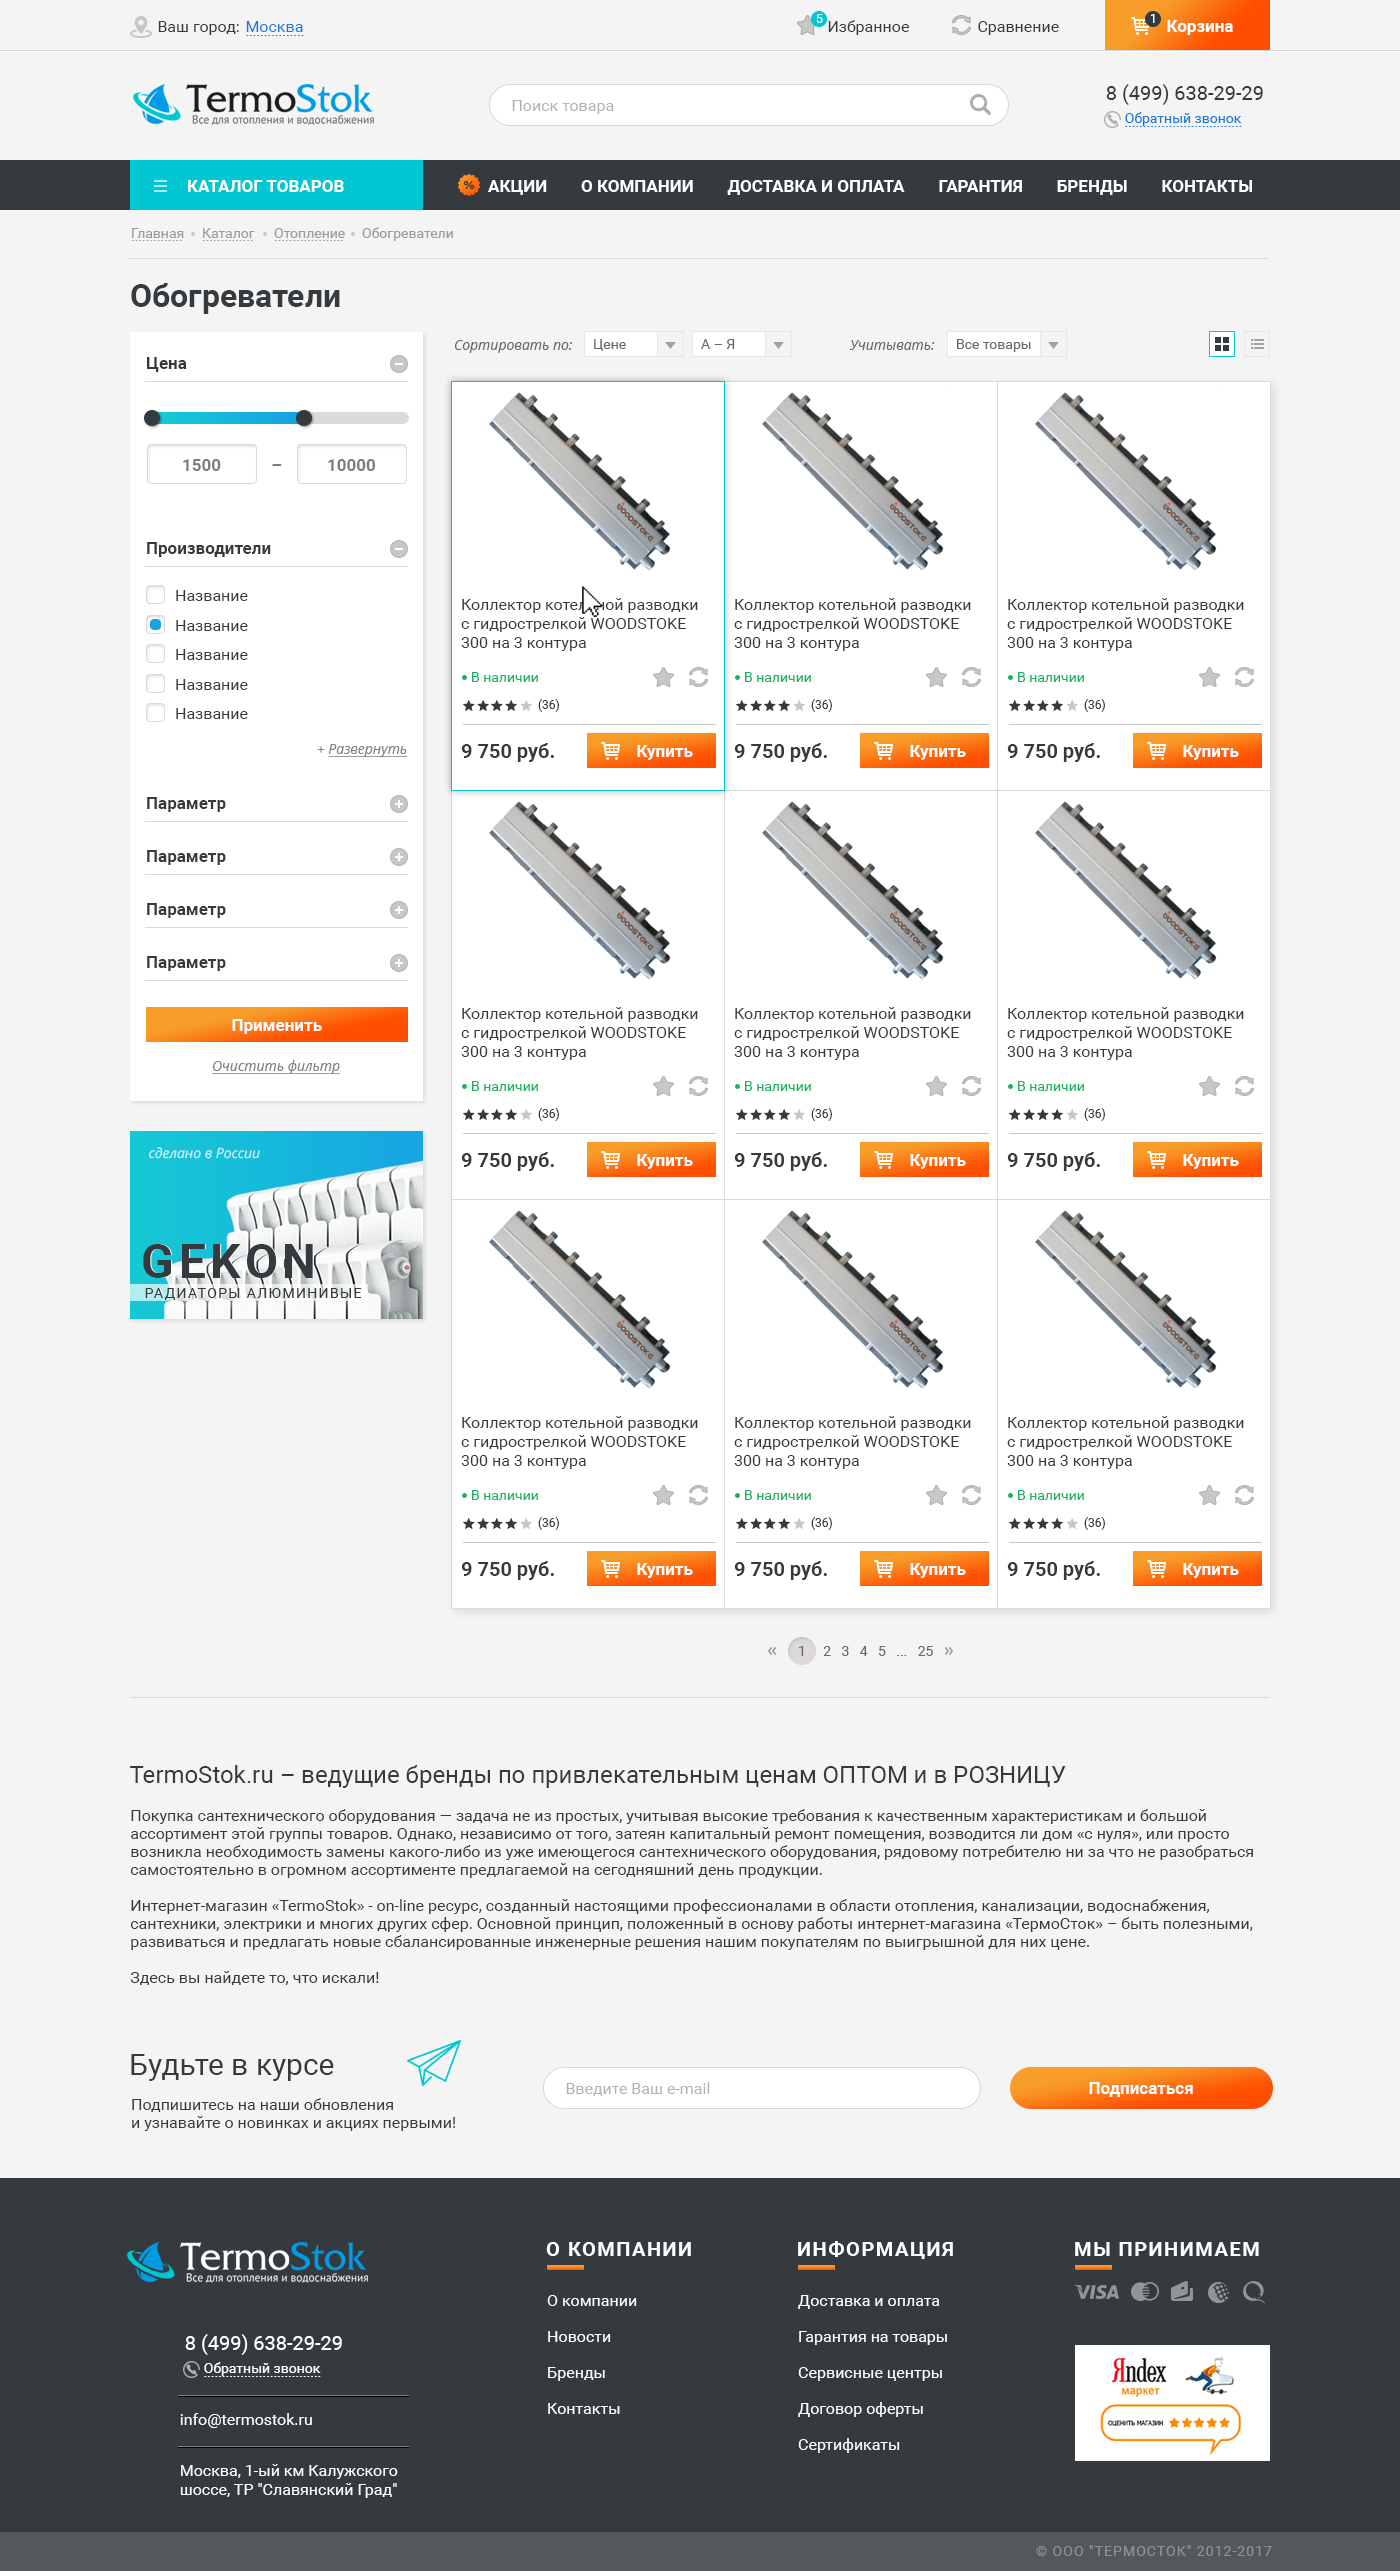 Ваш город: Москва
5 Избранное
Сравнение
1 Корзина
TermoStok
Все для отопления и водоснабжения
Поиск товара
8 (499) 638-29-29
Обратный звонок
КАТАЛОГ ТОВАРОВ
% АКЦИИ
О КОМПАНИИ
ДОСТАВКА И ОПЛАТА
ГАРАНТИЯ
БРЕНДЫ
КОНТАКТЫ
Главная • Каталог • Отопление • Обогреватели
Обогреватели
Цена
1500 – 10000
Производители
Название
Название
Название
Название
Название
+ Развернуть
Параметр
Параметр
Параметр
Параметр
Применить
Очистить фильтр
сделано в России
GEKON
РАДИАТОРЫ АЛЮМИНИВЫЕ
Сортировать по: Цене А – Я
Учитывать: Все товары
WOODSTOKE
Коллектор котельной разводки
с гидрострелкой WOODSTOKE
300 на 3 контура
• В наличии
(36)
9 750 руб. Купить
WOODSTOKE
Коллектор котельной разводки
с гидрострелкой WOODSTOKE
300 на 3 контура
• В наличии
(36)
9 750 руб. Купить
WOODSTOKE
Коллектор котельной разводки
с гидрострелкой WOODSTOKE
300 на 3 контура
• В наличии
(36)
9 750 руб. Купить
WOODSTOKE
Коллектор котельной разводки
с гидрострелкой WOODSTOKE
300 на 3 контура
• В наличии
(36)
9 750 руб. Купить
WOODSTOKE
Коллектор котельной разводки
с гидрострелкой WOODSTOKE
300 на 3 контура
• В наличии
(36)
9 750 руб. Купить
WOODSTOKE
Коллектор котельной разводки
с гидрострелкой WOODSTOKE
300 на 3 контура
• В наличии
(36)
9 750 руб. Купить
WOODSTOKE
Коллектор котельной разводки
с гидрострелкой WOODSTOKE
300 на 3 контура
• В наличии
(36)
9 750 руб. Купить
WOODSTOKE
Коллектор котельной разводки
с гидрострелкой WOODSTOKE
300 на 3 контура
• В наличии
(36)
9 750 руб. Купить
WOODSTOKE
Коллектор котельной разводки
с гидрострелкой WOODSTOKE
300 на 3 контура
• В наличии
(36)
9 750 руб. Купить
« 1 2 3 4 5 ... 25 »
TermoStok.ru – ведущие бренды по привлекательным ценам ОПТОМ и в РОЗНИЦУ
Покупка сантехнического оборудования — задача не из простых, учитывая высокие требования к качественным характеристикам и большой
ассортимент этой группы товаров. Однако, независимо от того, затеян капитальный ремонт помещения, возводится ли дом «с нуля», или просто
возникла необходимость замены какого-либо из уже имеющегося сантехнического оборудования, рядовому потребителю ни за что не разобраться
самостоятельно в огромном ассортименте предлагаемой на сегодняшний день продукции.
Интернет-магазин «TermoStok» - on-line ресурс, созданный настоящими профессионалами в области отопления, канализации, водоснабжения,
сантехники, электрики и многих других сфер. Основной принцип, положенный в основу работы интернет-магазина «ТермоСток» – быть полезными,
развиваться и предлагать новые сбалансированные инженерные решения нашим покупателям по выигрышной для них цене.
Здесь вы найдете то, что искали!
Будьте в курсе
Подпишитесь на наши обновления
и узнавайте о новинках и акциях первыми!
Введите Ваш e-mail
Подписаться
TermoStok
Все для отопления и водоснабжения
8 (499) 638-29-29
Обратный звонок
info@termostok.ru
Москва, 1-ый км Калужского
шоссе, ТР "Славянский Град"
О КОМПАНИИ
О компании
Новости
Бренды
Контакты
ИНФОРМАЦИЯ
Доставка и оплата
Гарантия на товары
Сервисные центры
Договор оферты
Сертификаты
МЫ ПРИНИМАЕМ
VISA
Яndex
маркет
ОЦЕНИТЬ МАГАЗИН
© ООО "ТЕРМОСТОК" 2012-2017